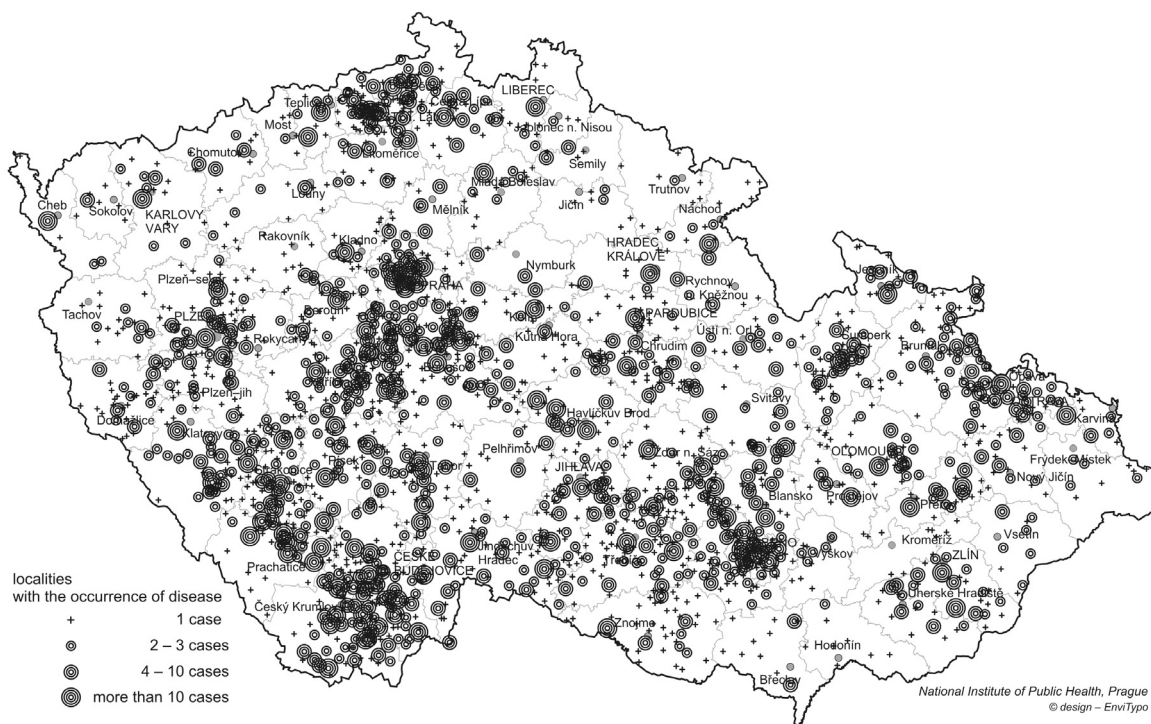 LIBEREC
Teplice
Most
Jablonec n. Nisou
Chomutov
Semily
Louny
Mladá Boleslav
Trutnov
Cheb
Sokolov
Mělník
Jičín
Náchod
KARLOVY
VARY
Rakovník
Kladno
HRADEC
KRÁLOVÉ
Nymburk
Plzeň–sever
PRAHA
Rychnov
n. Kněžnou
Jeseník
Tachov
Beroun
PARDUBICE
Ústí n. Orl.
Kutná Hora
Rokycany
Chrudim
Šumperk
Plzeň–jih
Svitavy
Domažlice
Havlíčkův Brod
Karviná
Klatovy
Pelhřimov
OLOMOUC
Frýdek-Místek
Strakonice
Písek
Tábor
JIHLAVA
Nový Jičín
Blansko
Prostějov
Přerov
Kroměříž
Vsetín
Jindřichův
Hradec
Vyškov
ZLÍN
Prachatice
ČESKÉ
BUDĚJOVICE
Český Krumlov
Uherské Hradiště
Znojmo
Hodonín
Břeclav
localities
with the occurrence of disease
1 case
2 – 3 cases
4 – 10 cases
more than 10 cases
National Institute of Public Health, Prague
© design – EnviTypo